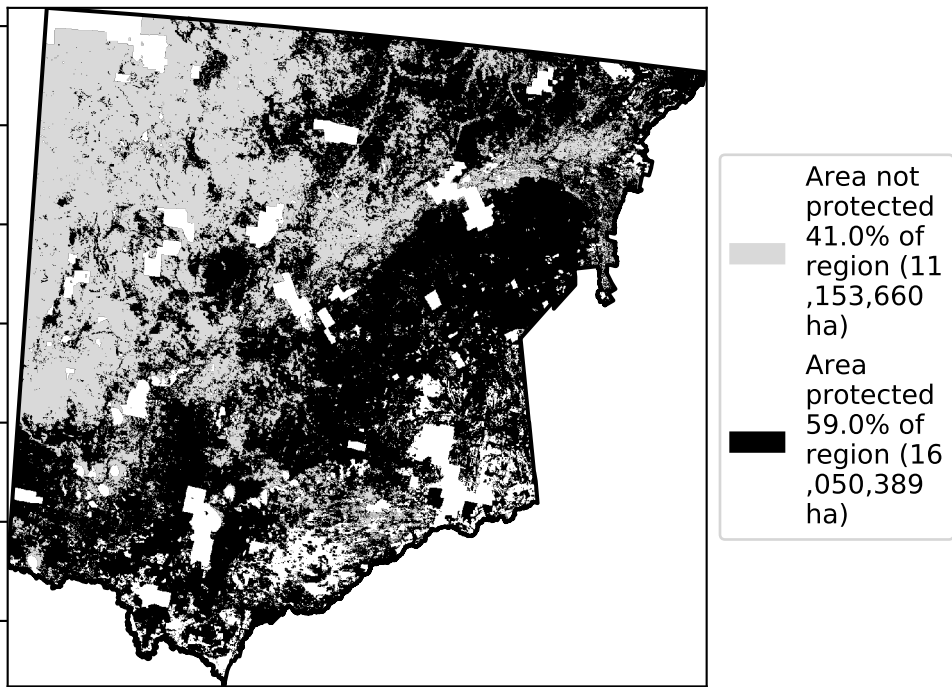 Area not
protected
41.0% of
region (11
,153,660
ha)
Area
protected
59.0% of
region (16
,050,389
ha)